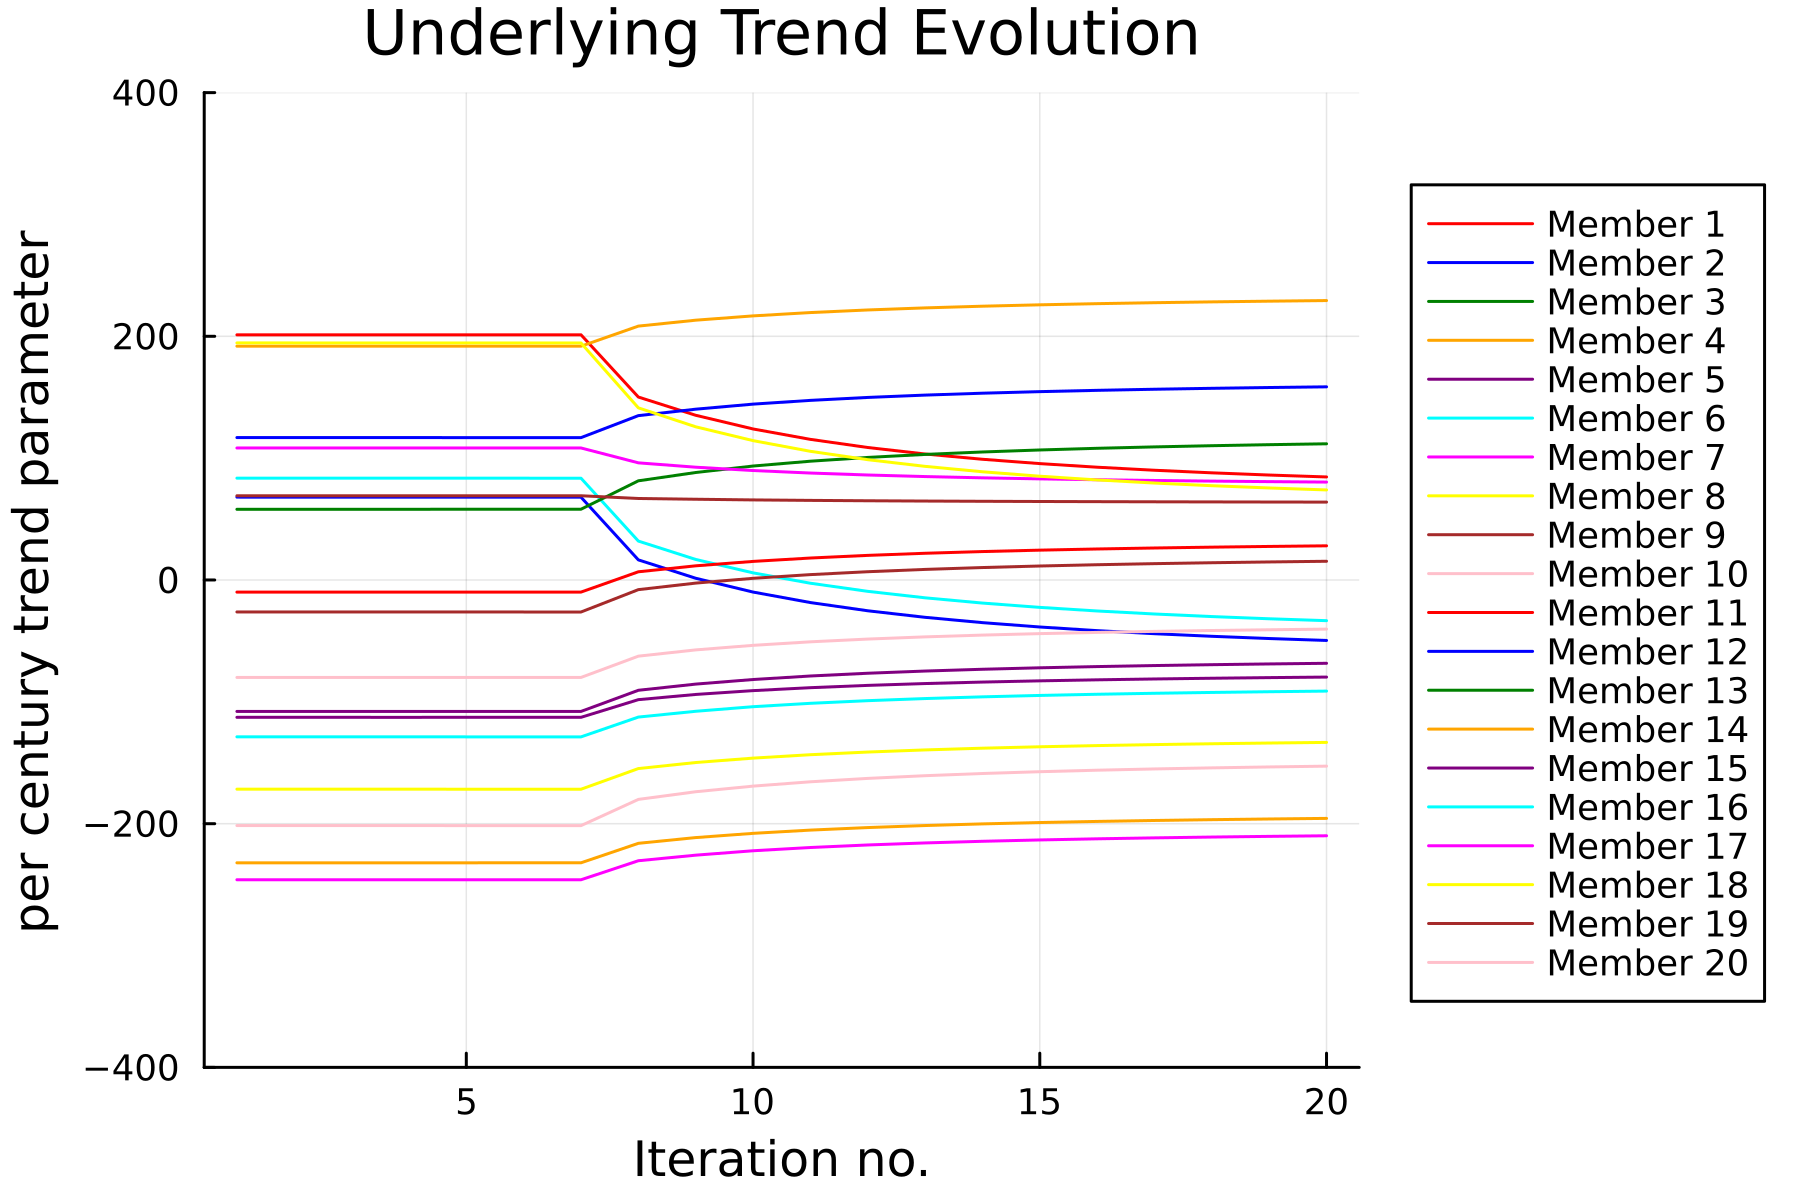 Underlying Trend Evolution
per century trend parameter
400
200
0
−200
−400
5
10
15
20
Iteration no.
Member 1
Member 2
Member 3
Member 4
Member 5
Member 6
Member 7
Member 8
Member 9
Member 10
Member 11
Member 12
Member 13
Member 14
Member 15
Member 16
Member 17
Member 18
Member 19
Member 20